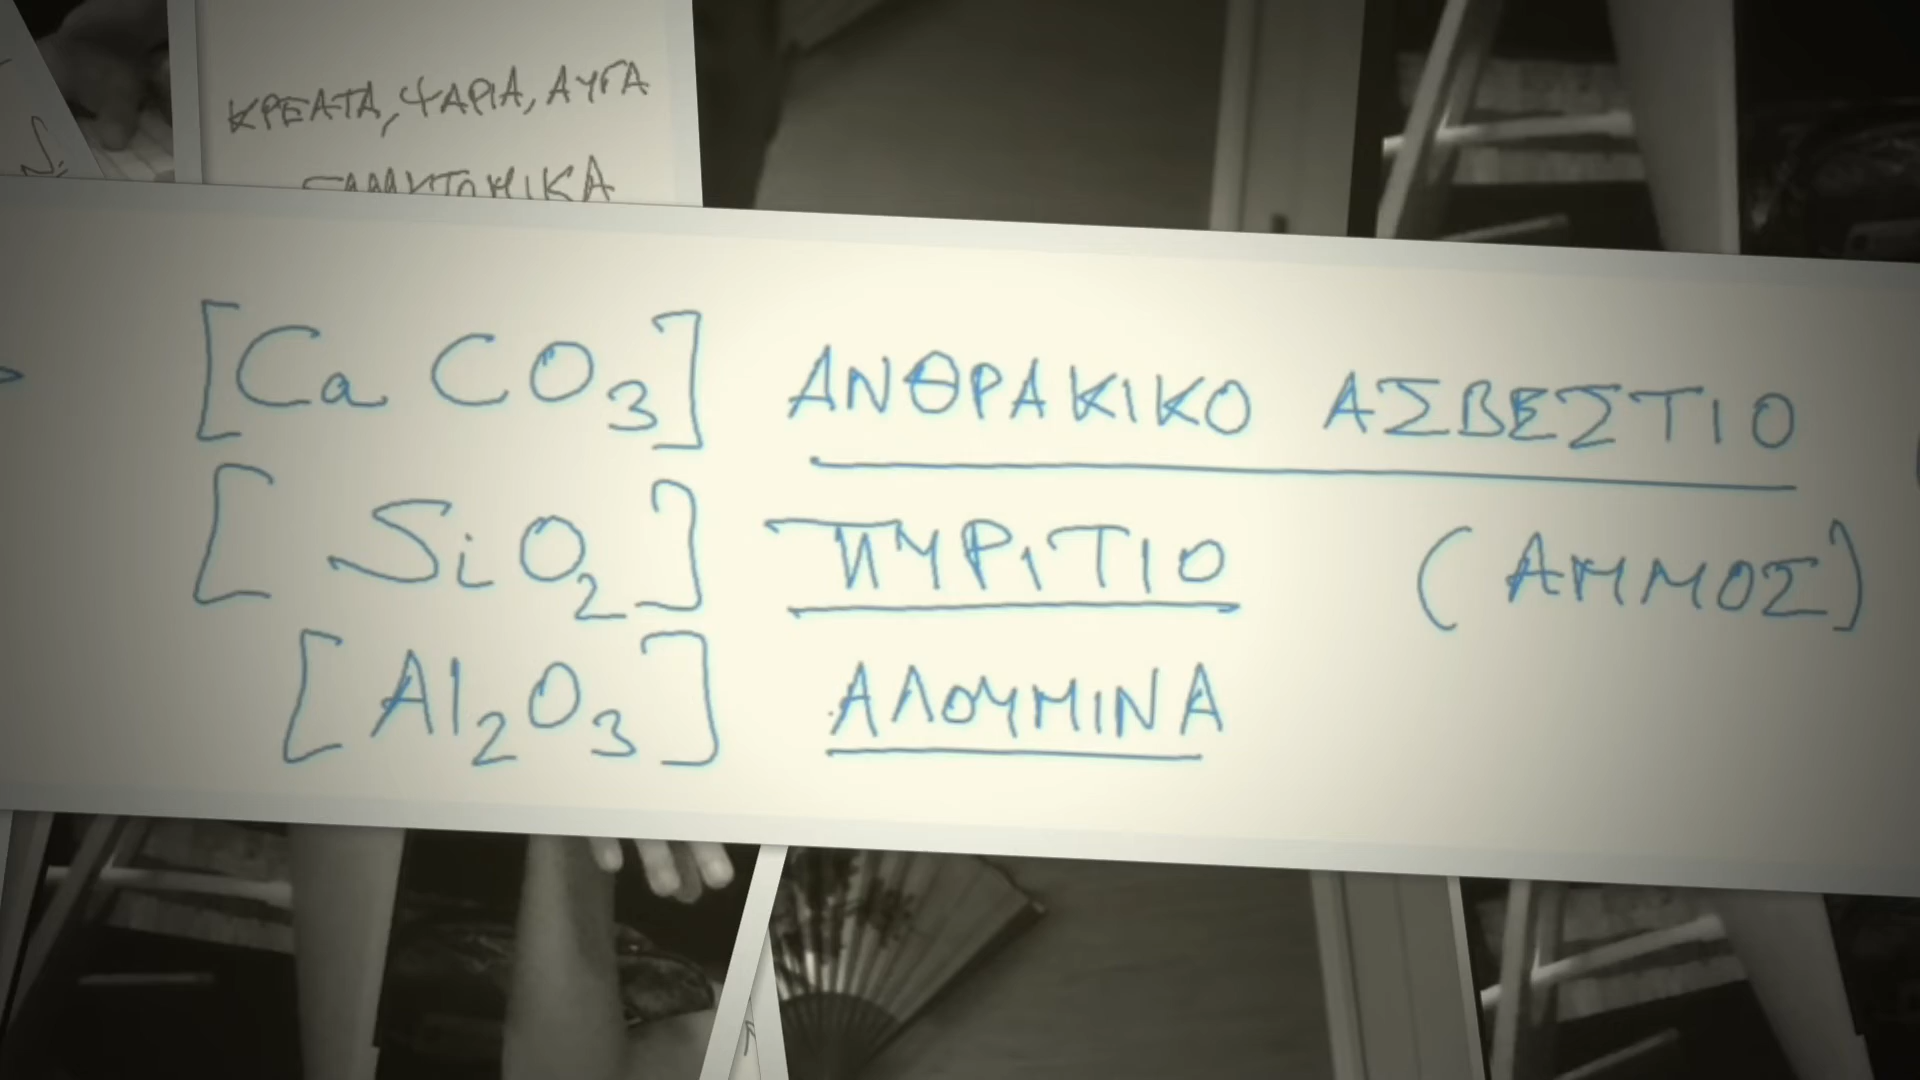 ΚΡΕΑΤΑ, ΨΑΡΙΑ, ΑΥΓΑ
[CaCO₃] ΑΝΘΡΑΚΙΚΟ ΑΣΒΕΣΤΙΟ
[SiO₂] ΠΥΡΙΤΙΟ (ΑΜΜΟΣ)
[Al₂O₃] ΑΛΟΥΜΙΝΑ